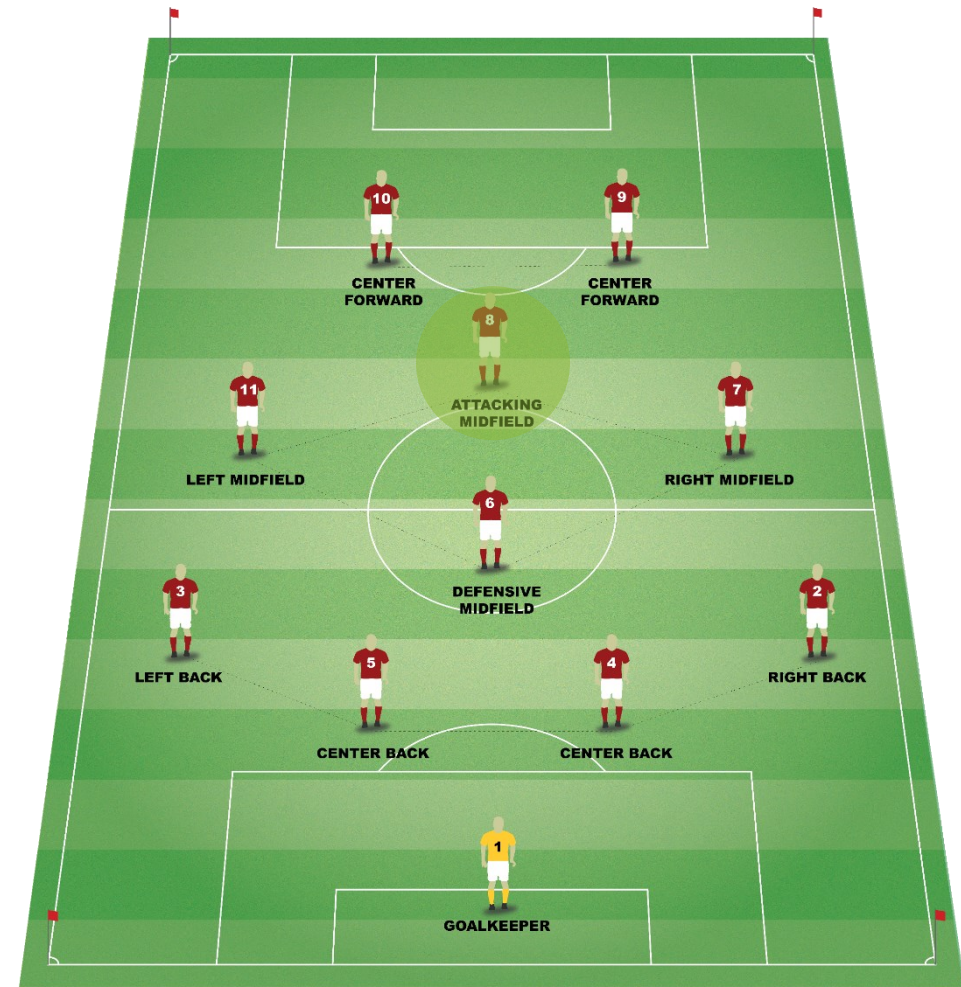 10
9
CENTER
FORWARD
CENTER
FORWARD
8
ATTACKING
MIDFIELD
11
7
LEFT MIDFIELD
RIGHT MIDFIELD
6
DEFENSIVE
MIDFIELD
3
2
LEFT BACK
RIGHT BACK
5
4
CENTER BACK
CENTER BACK
1
GOALKEEPER